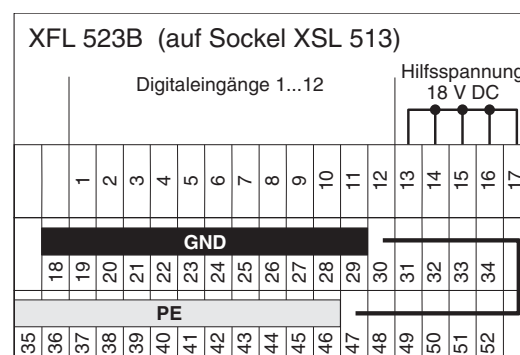 XFL 523B (auf Sockel XSL 513)
Digitaleingänge 1...12
Hilfsspannung
18 V DC
1 2 3 4 5 6 7 8 9 10 11 12 13 14 15 16 17
GND
18 19 20 21 22 23 24 25 26 27 28 29 30 31 32 33 34
PE
35 36 37 38 39 40 41 42 43 44 45 46 47 48 49 50 51 52